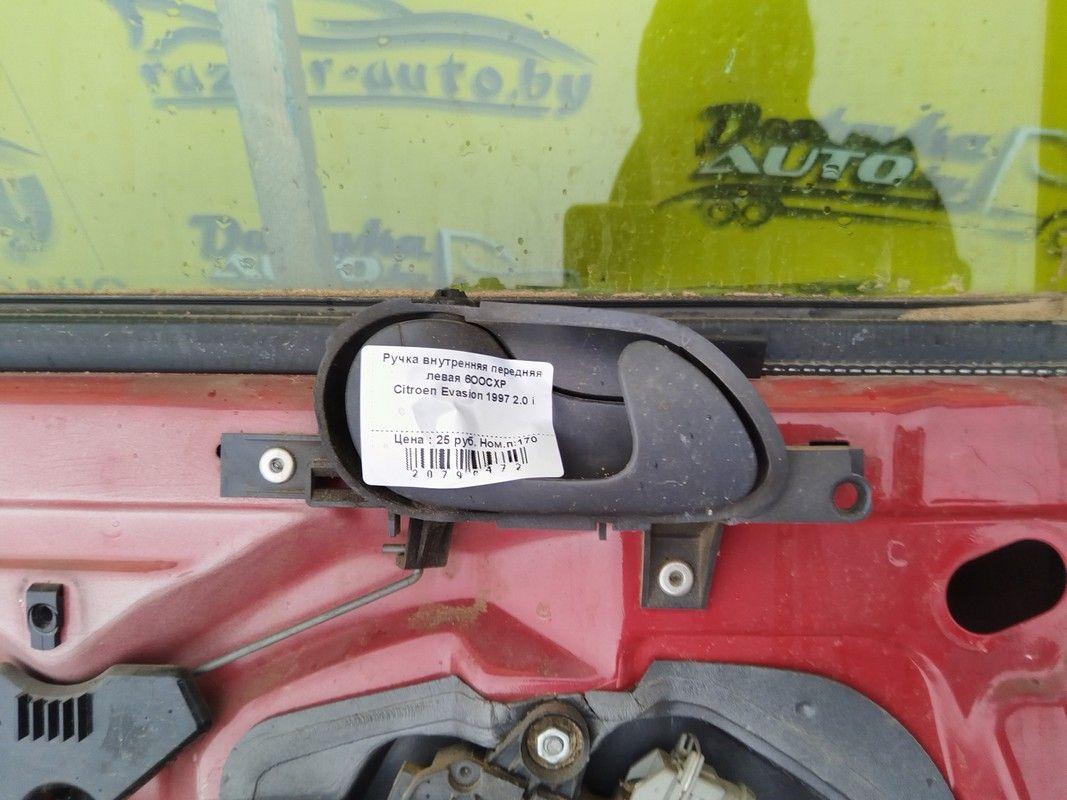 razbor-auto.by
AUTO
AUTO
Ручка внутренняя передняя
левая 600CXP
Citroen Evasion 1997 2.0 i
Цена : 25 руб. Ном.п:170